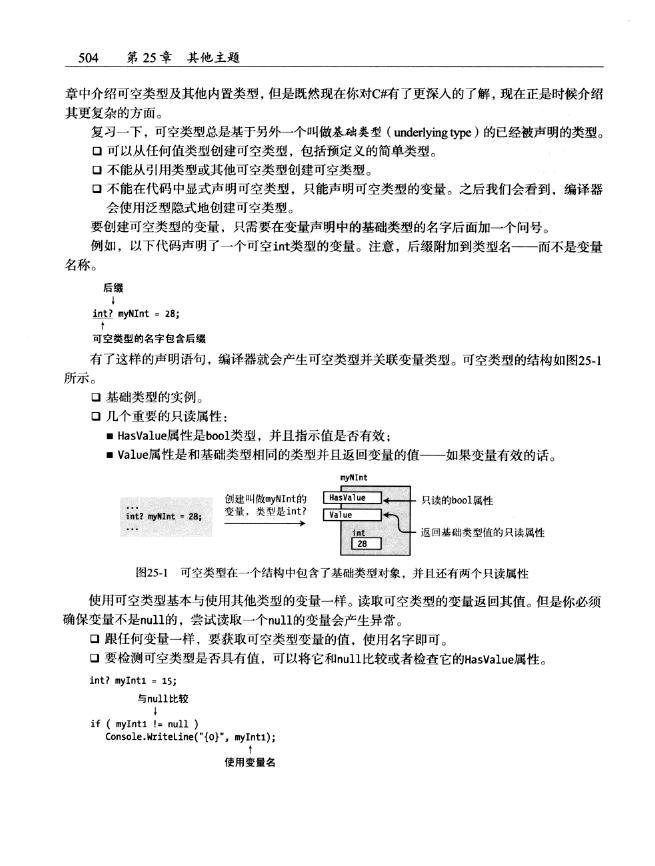 504 第25章 其他主题
章中介绍可空类型及其他内置类型，但是既然现在你对C#有了更深入的了解，现在正是时候介绍
其更复杂的方面。
复习一下，可空类型总是基于另外一个叫做基础类型（underlying type）的已经被声明的类型。
❏ 可以从任何值类型创建可空类型，包括预定义的简单类型。
❏ 不能从引用类型或其他可空类型创建可空类型。
❏ 不能在代码中显式声明可空类型，只能声明可空类型的变量。之后我们会看到，编译器
会使用泛型隐式地创建可空类型。
要创建可空类型的变量，只需要在变量声明中的基础类型的名字后面加一个问号。
例如，以下代码声明了一个可空int类型的变量。注意，后缀附加到类型名——而不是变量
名称。
后缀
↓
int? myNInt = 28;
↑
可空类型的名字包含后缀
有了这样的声明语句，编译器就会产生可空类型并关联变量类型。可空类型的结构如图25-1
所示。
❏ 基础类型的实例。
❏ 几个重要的只读属性：
■ HasValue属性是bool类型，并且指示值是否有效；
■ Value属性是和基础类型相同的类型并且返回变量的值——如果变量有效的话。
...
int? myNInt = 28;
...
创建叫做myNInt的
变量，类型是int?
myNInt
HasValue
Value
int
28
只读的bool属性
返回基础类型值的只读属性
图25-1 可空类型在一个结构中包含了基础类型对象，并且还有两个只读属性
使用可空类型基本与使用其他类型的变量一样。读取可空类型的变量返回其值。但是你必须
确保变量不是null的，尝试读取一个null的变量会产生异常。
❏ 跟任何变量一样，要获取可空类型变量的值，使用名字即可。
❏ 要检测可空类型是否具有值，可以将它和null比较或者检查它的HasValue属性。
int? myInt1 = 15;
与null比较
↓
if ( myInt1 != null )
Console.WriteLine("{0}", myInt1);
↑
使用变量名